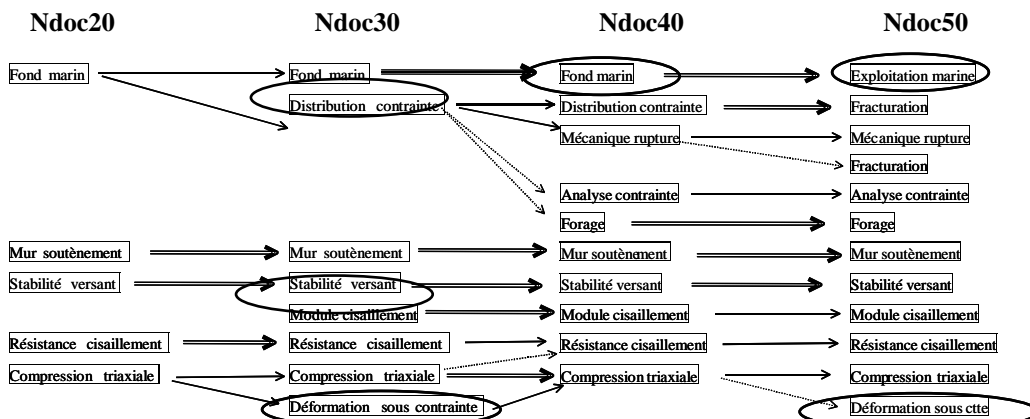 Ndoc20 Ndoc30 Ndoc40 Ndoc50
Fond marin Fond marin Fond marin Exploitation marine
Distribution contrainte Distribution contrainte Fracturation
Mécanique rupture Mécanique rupture
Fracturation
Analyse contrainte Analyse contrainte
Forage Forage
Mur soutènement Mur soutènement Mur soutènement Mur soutènement
Stabilité versant Stabilité versant Stabilité versant Stabilité versant
Module cisaillement Module cisaillement Module cisaillement
Résistance cisaillement Résistance cisaillement Résistance cisaillement Résistance cisaillement
Compression triaxiale Compression triaxiale Compression triaxiale Compression triaxiale
Déformation sous contrainte Déformation sous ctte